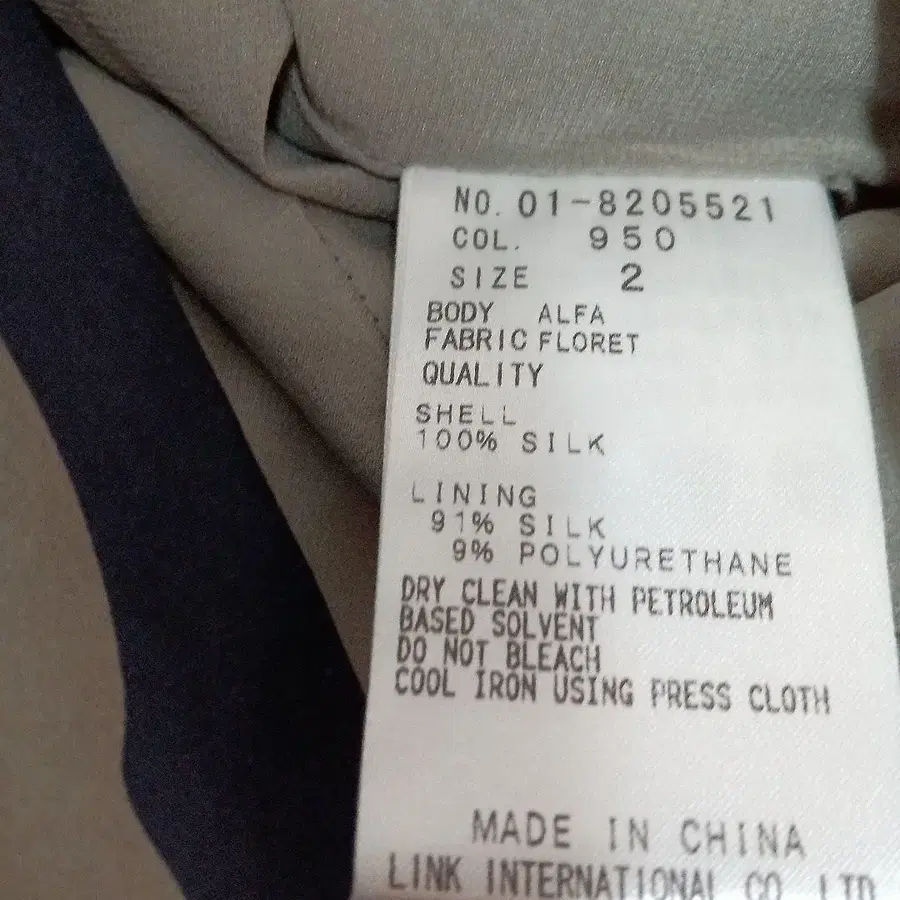 NO. 01-8205521
COL. 950
SIZE 2
BODY ALFA
FABRIC FLORET
QUALITY
SHELL
100% SILK
LINING
91% SILK
9% POLYURETHANE
DRY CLEAN WITH PETROLEUM
BASED SOLVENT
DO NOT BLEACH
COOL IRON USING PRESS CLOTH
MADE IN CHINA
LINK INTERNATIONAL CO. LTD